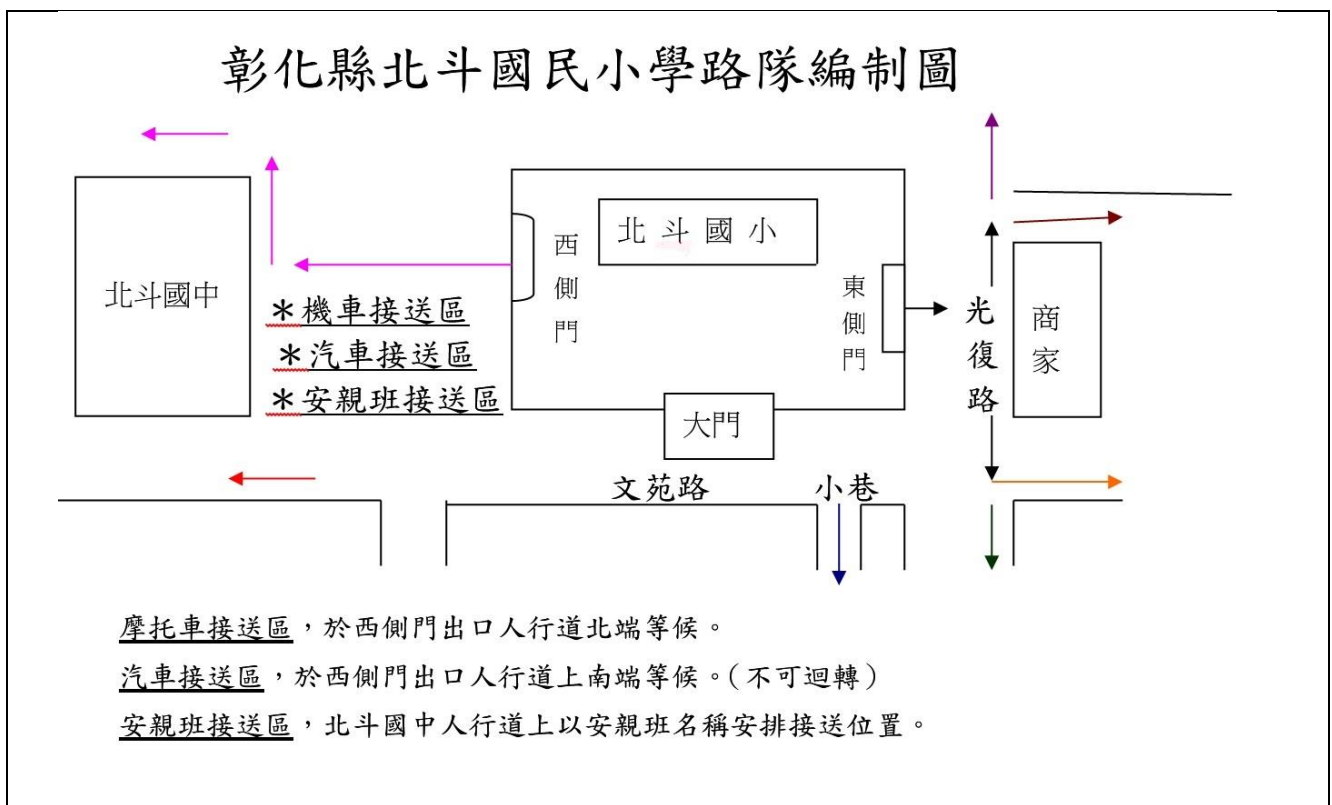 彰化縣北斗國民小學路隊編制圖
北斗國小
西側門
東側門
北斗國中
＊機車接送區
＊汽車接送區
＊安親班接送區
光復路
商家
大門
文苑路
小巷
摩托車接送區，於西側門出口人行道北端等候。
汽車接送區，於西側門出口人行道上南端等候。(不可迴轉)
安親班接送區，北斗國中人行道上以安親班名稱安排接送位置。